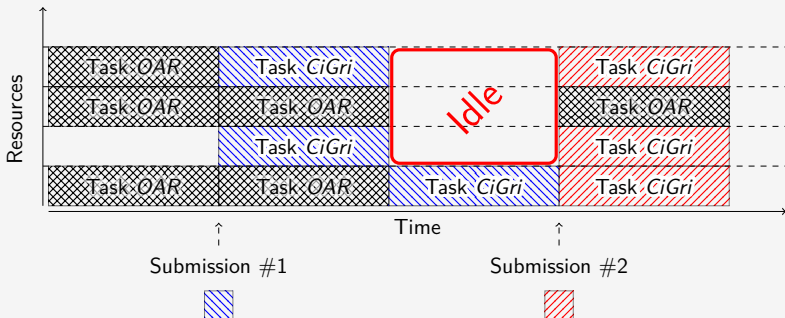 Resources
Task OAR Task CiGri Task CiGri
Task OAR Task OAR Idle Task OAR
Task CiGri Task CiGri
Task OAR Task OAR Task CiGri Task CiGri
Time
Submission #1 Submission #2